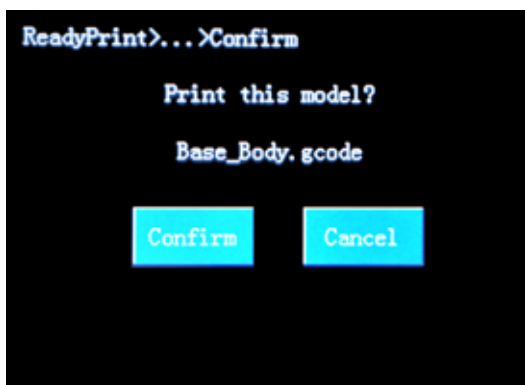 ReadyPrint>...>Confirm
Print this model?
Base_Body.gcode
Confirm Cancel